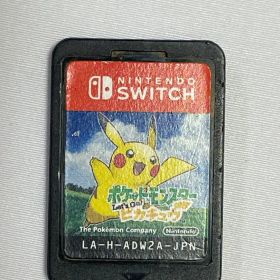 NINTENDO
SWITCH
ポケットモンスター
Let's Go!
ピカチュウ
The Pokémon Company
Nintendo
LA-H-ADW2A-JPN